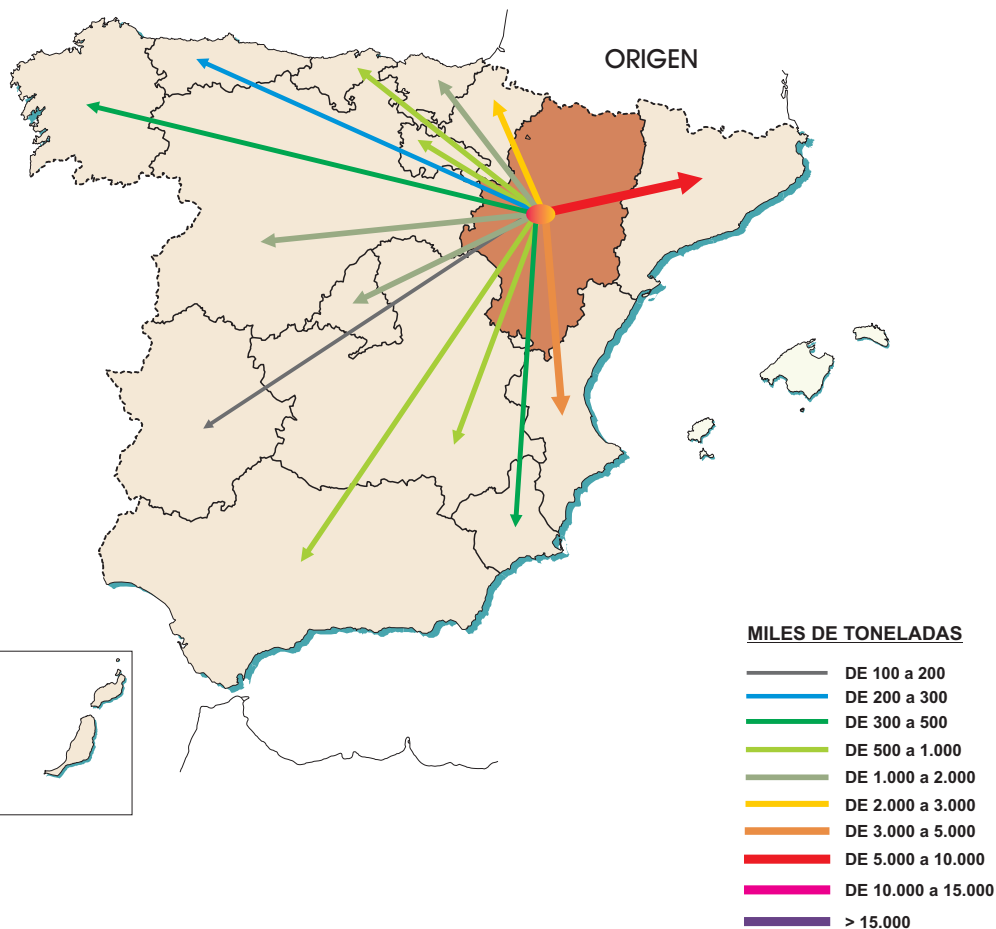 ORIGEN
MILES DE TONELADAS
DE 100 a 200
DE 200 a 300
DE 300 a 500
DE 500 a 1.000
DE 1.000 a 2.000
DE 2.000 a 3.000
DE 3.000 a 5.000
DE 5.000 a 10.000
DE 10.000 a 15.000
> 15.000